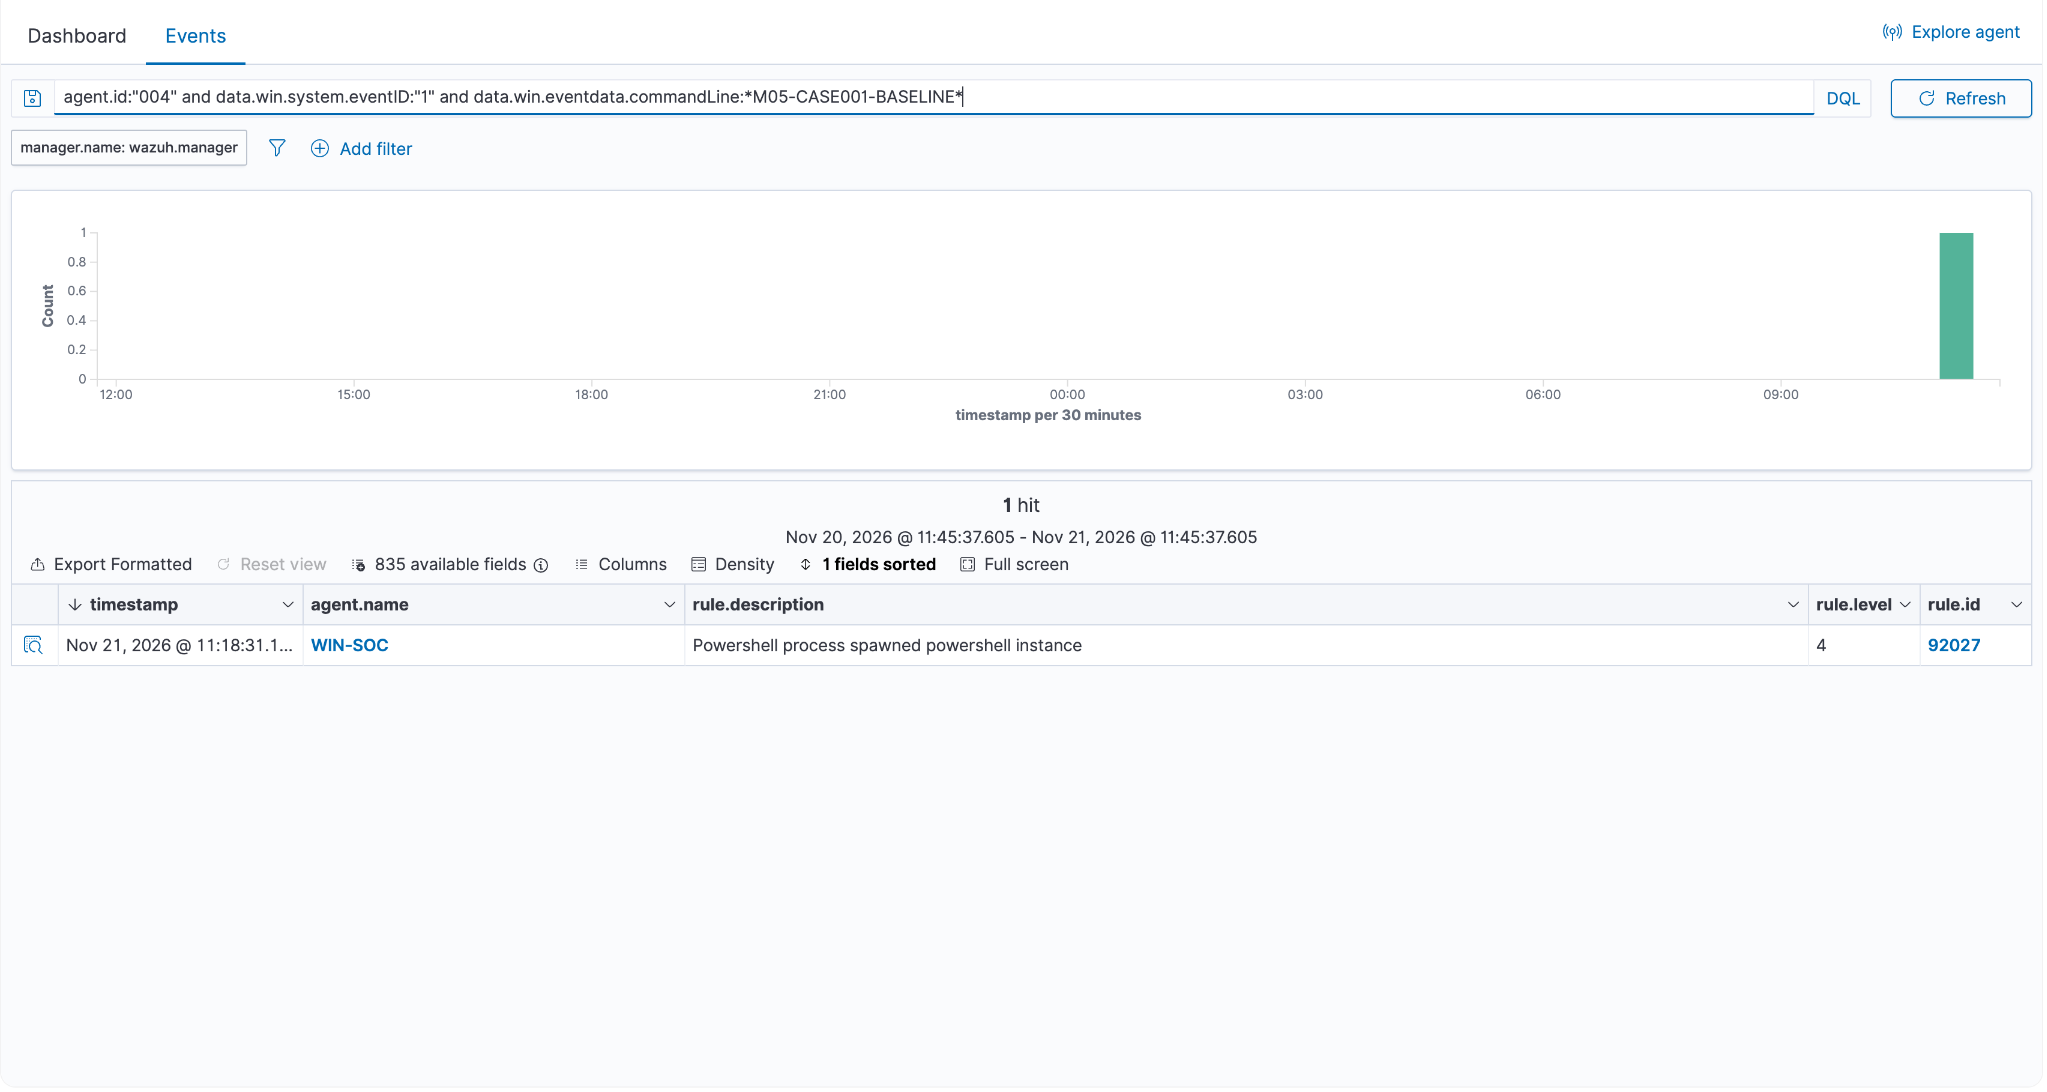 Dashboard Events Explore agent
agent.id:"004" and data.win.system.eventID:"1" and data.win.eventdata.commandLine:*M05-CASE001-BASELINE* DQL Refresh
manager.name: wazuh.manager Add filter
1
0.8
0.6
0.4
0.2
0
Count
12:00 15:00 18:00 21:00 00:00 03:00 06:00 09:00
timestamp per 30 minutes
1 hit
Nov 20, 2026 @ 11:45:37.605 - Nov 21, 2026 @ 11:45:37.605
Export Formatted Reset view 835 available fields Columns Density 1 fields sorted Full screen
timestamp agent.name rule.description rule.level rule.id
Nov 21, 2026 @ 11:18:31.1... WIN-SOC Powershell process spawned powershell instance 4 92027